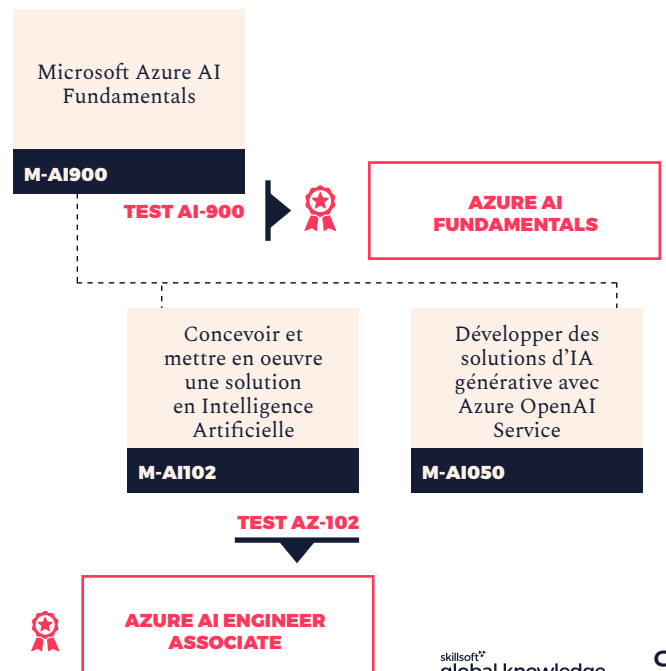 Microsoft Azure AI
Fundamentals
M-AI900
TEST AI-900
AZURE AI
FUNDAMENTALS
Concevoir et
mettre en oeuvre
une solution
en Intelligence
Artificielle
M-AI102
Développer des
solutions d’IA
générative avec
Azure OpenAI
Service
M-AI050
TEST AZ-102
AZURE AI ENGINEER
ASSOCIATE
skillsoft
global knowledge